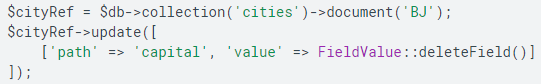 $cityRef = $db->collection('cities')->document('BJ');
$cityRef->update([
    ['path' => 'capital', 'value' => FieldValue::deleteField()]
]);